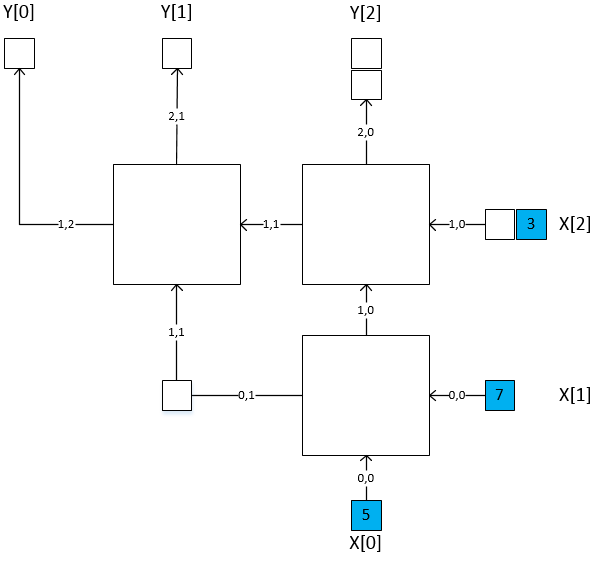 Y[0]
Y[1]
Y[2]
2,1
2,0
1,2
1,1
1,0
3
X[2]
1,1
1,0
0,1
0,0
7
X[1]
0,0
5
X[0]